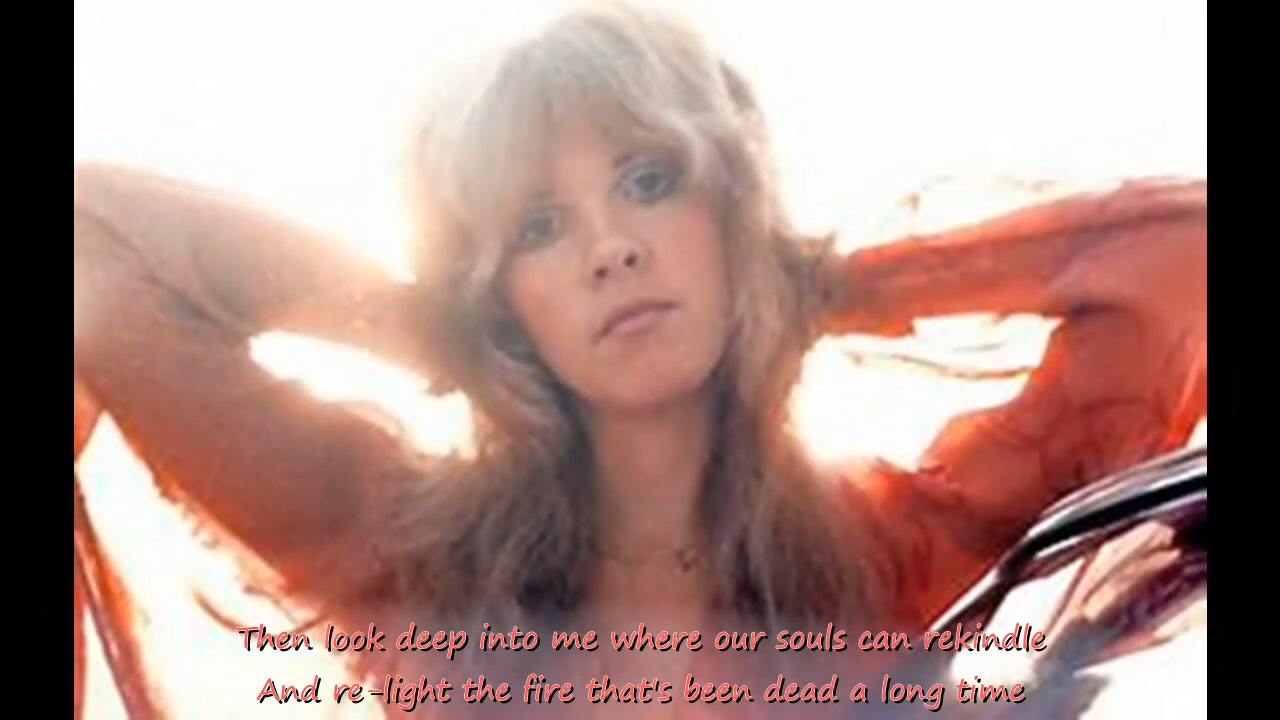 Then look deep into me where our souls can rekindle
And re-light the fire that's been dead a long time